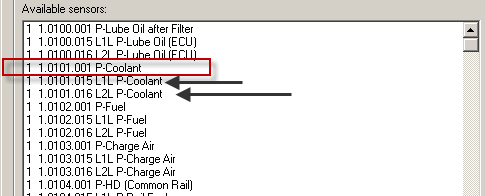 Available sensors:
1 1.0100.001 P-Lube Oil after Filter
1 1.0100.015 L1L P-Lube Oil (ECU)
1 1.0100.016 L2L P-Lube Oil (ECU)
1 1.0101.001 P-Coolant
1 1.0101.015 L1L P-Coolant
1 1.0101.016 L2L P-Coolant
1 1.0102.001 P-Fuel
1 1.0102.015 L1L P-Fuel
1 1.0102.016 L2L P-Fuel
1 1.0103.001 P-Charge Air
1 1.0103.015 L1L P-Charge Air
1 1.0103.016 L2L P-Charge Air
1 1.0104.001 P-HD (Common Rail)